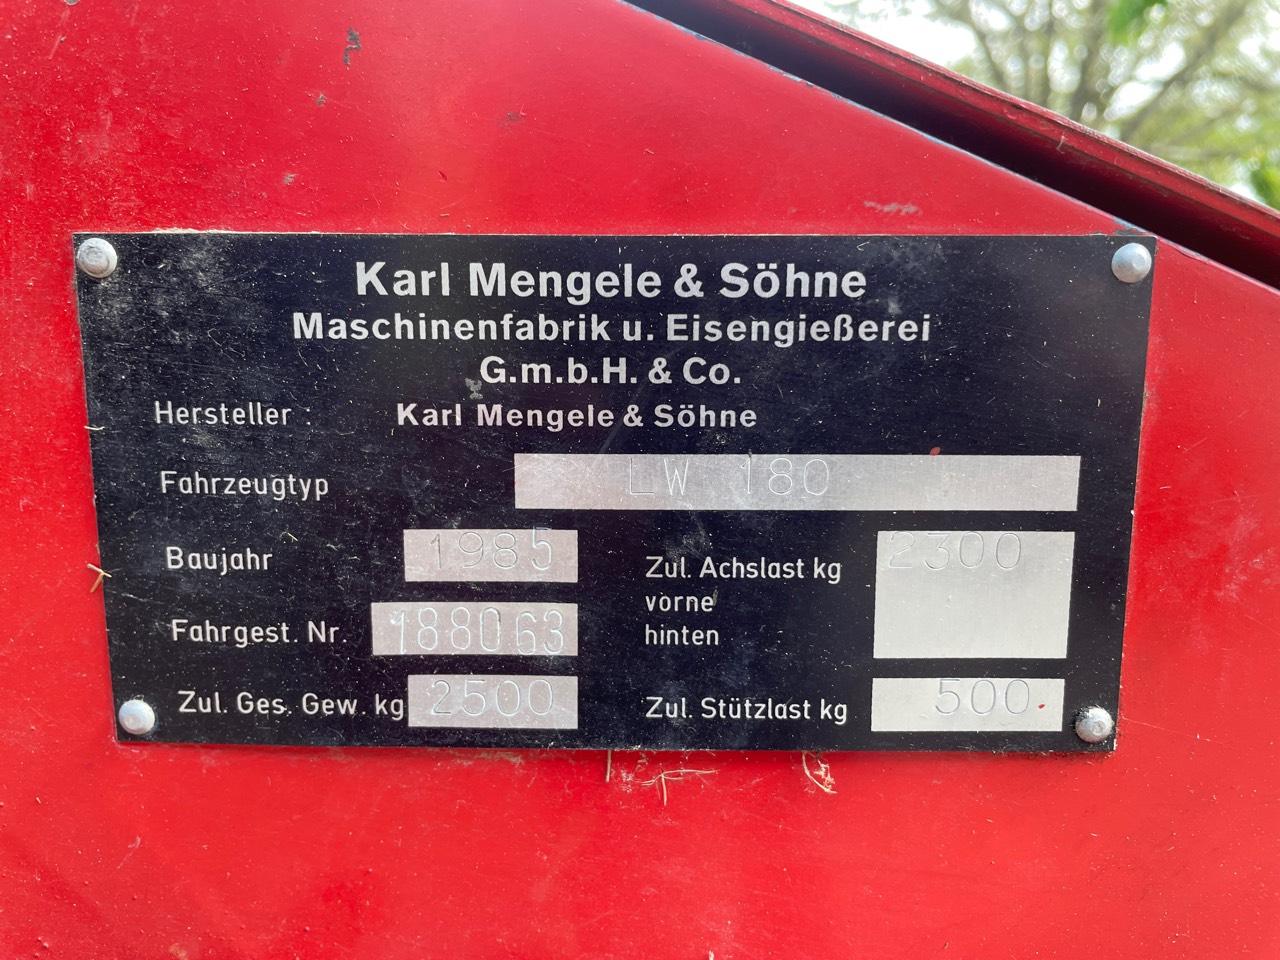 Karl Mengele & Söhne
Maschinenfabrik u. Eisengießerei
G.m.b.H. & Co.
Hersteller : Karl Mengele & Söhne
Fahrzeugtyp LW 180
Baujahr 1985
Fahrgest. Nr. 188063
Zul. Ges. Gew. kg 2500
Zul. Achslast kg 2300
vorne
hinten
Zul. Stützlast kg 500